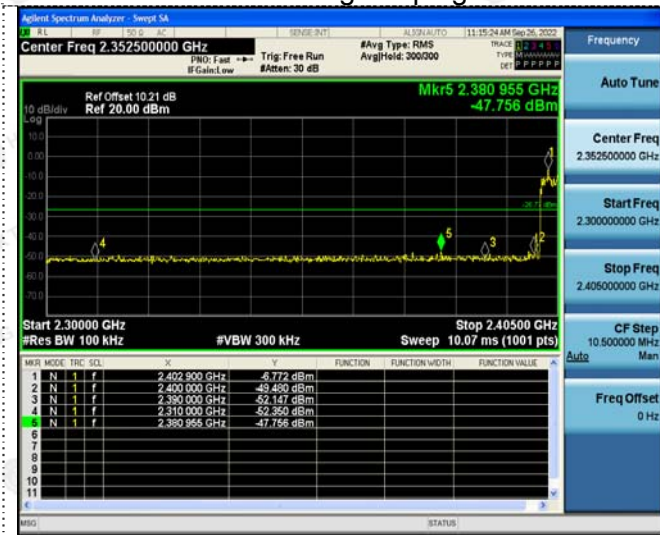 Agilent Spectrum Analyzer - Swept SA
RL RF 50 Ω AC SENSE:INT ALIGNAUTO 11:15:24 AM Sep 26, 2022
Center Freq 2.352500000 GHz
PNO: Fast
IFGain:Low
Trig: Free Run
#Atten: 30 dB
#Avg Type: RMS
Avg|Hold: 300/300
TRACE 1 2 3 4 5 6
TYPE
DET P P P P P P
Ref Offset 10.21 dB
Ref 20.00 dBm
10 dB/div
Log
Mkr5 2.380 955 GHz
-47.756 dBm
10.0
0.00
-10.0
-20.0
-30.0
-40.0
-50.0
-60.0
-70.0
1
2
3
4
5
Start 2.30000 GHz
Stop 2.40500 GHz
#Res BW 100 kHz
#VBW 300 kHz
Sweep 10.07 ms (1001 pts)
MKR MODE TRC SCL X Y FUNCTION FUNCTION WIDTH FUNCTION VALUE
1 N 1 f 2.402 900 GHz -6.772 dBm
2 N 1 f 2.400 000 GHz -49.480 dBm
3 N 1 f 2.390 000 GHz -52.147 dBm
4 N 1 f 2.310 000 GHz -52.350 dBm
5 N 1 f 2.380 955 GHz -47.756 dBm
6
7
8
9
10
11
MSG
STATUS
Frequency
Auto Tune
Center Freq
2.352500000 GHz
Start Freq
2.300000000 GHz
Stop Freq
2.405000000 GHz
CF Step
10.500000 MHz
Auto Man
Freq Offset
0 Hz